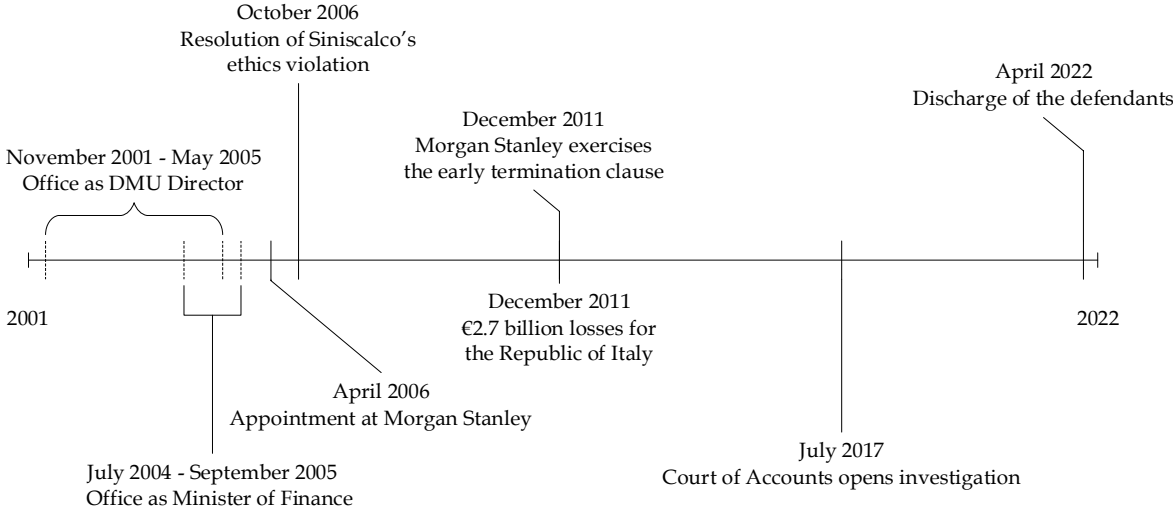 October 2006
Resolution of Siniscalco’s
ethics violation
April 2022
Discharge of the defendants
December 2011
Morgan Stanley exercises
the early termination clause
November 2001 - May 2005
Office as DMU Director
2001
December 2011
€2.7 billion losses for
the Republic of Italy
2022
April 2006
Appointment at Morgan Stanley
July 2004 - September 2005
Office as Minister of Finance
July 2017
Court of Accounts opens investigation